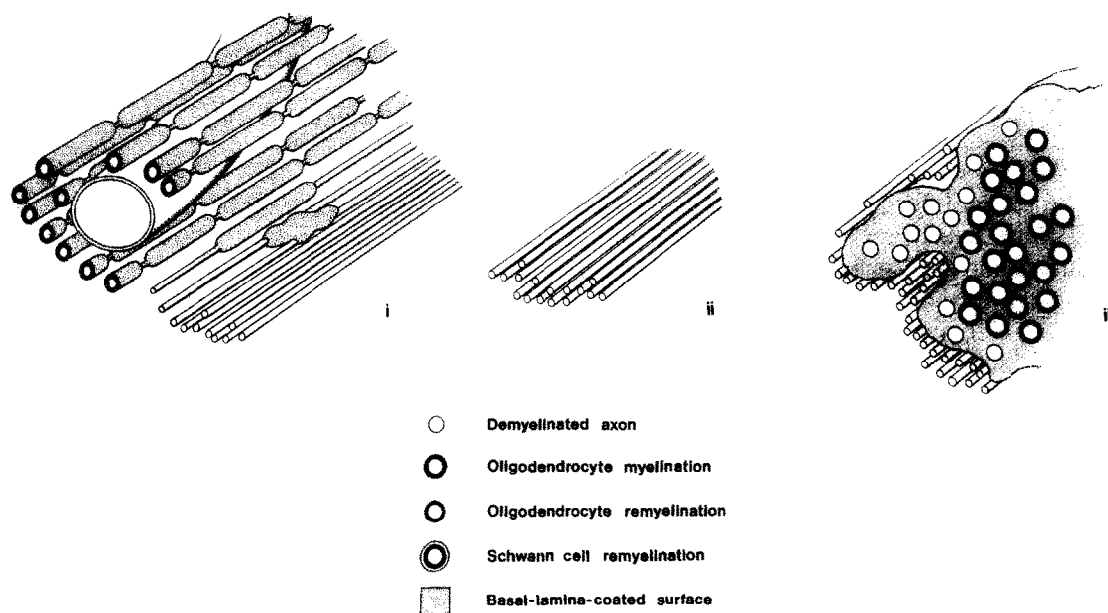 i
ii
i
Demyelinated axon
Oligodendrocyte myelination
Oligodendrocyte remyelination
Schwann cell remyelination
Basal-lamina-coated surface